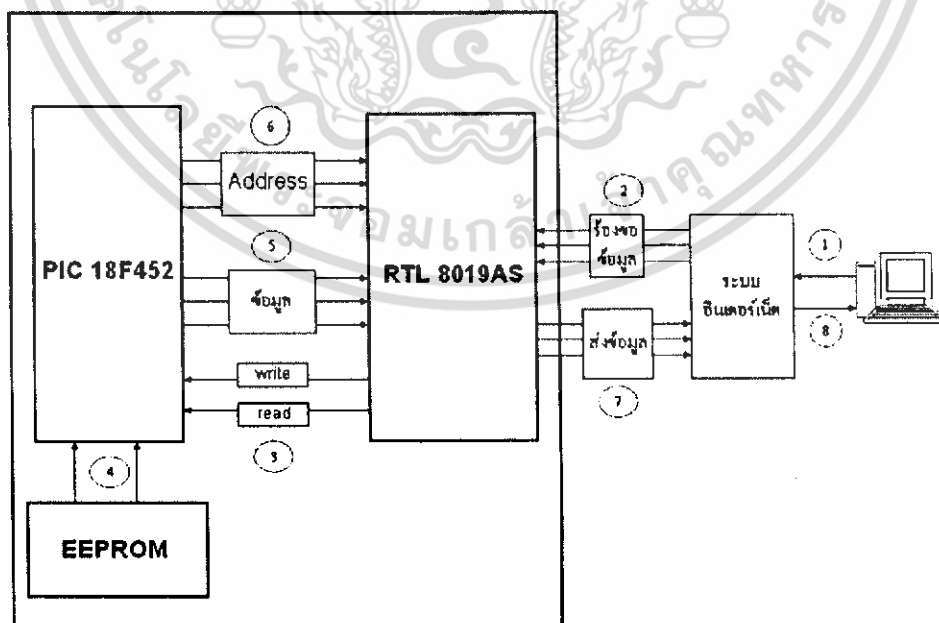 6
Address
2
ร้องขอ
ข้อมูล
1
ระบบ
อินเตอร์เน็ต
8
PIC 18F452
5
ข้อมูล
RTL 8019AS
ส่งข้อมูล
7
write
read
3
4
EEPROM